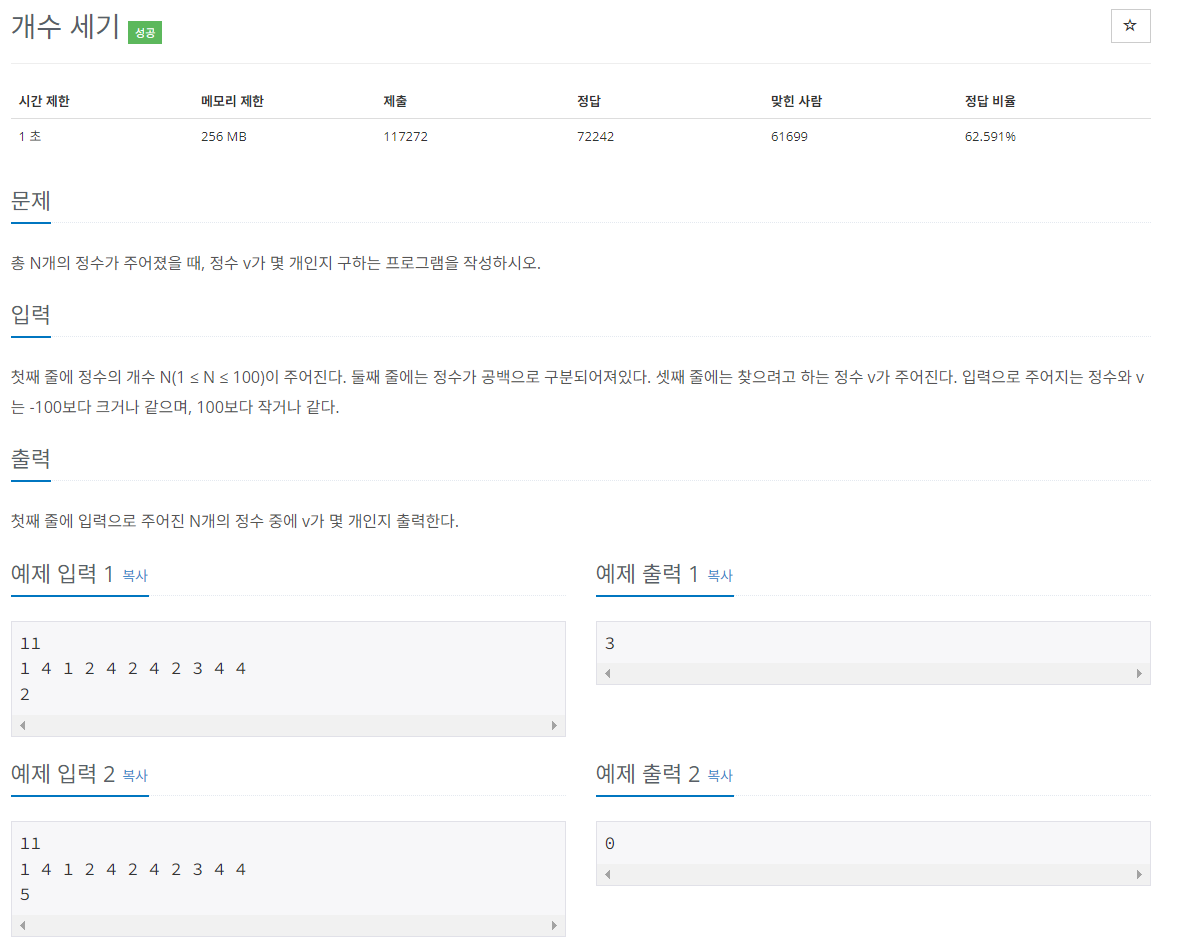 개수 세기 성공
☆
시간 제한 메모리 제한 제출 정답 맞힌 사람 정답 비율
1 초 256 MB 117272 72242 61699 62.591%
문제
총 N개의 정수가 주어졌을 때, 정수 v가 몇 개인지 구하는 프로그램을 작성하시오.
입력
첫째 줄에 정수의 개수 N(1 ≤ N ≤ 100)이 주어진다. 둘째 줄에는 정수가 공백으로 구분되어져있다. 셋째 줄에는 찾으려고 하는 정수 v가 주어진다. 입력으로 주어지는 정수와 v
는 -100보다 크거나 같으며, 100보다 작거나 같다.
출력
첫째 줄에 입력으로 주어진 N개의 정수 중에 v가 몇 개인지 출력한다.
예제 입력 1 복사
11
1 4 1 2 4 2 4 2 3 4 4
2
예제 출력 1 복사
3
예제 입력 2 복사
11
1 4 1 2 4 2 4 2 3 4 4
5
예제 출력 2 복사
0